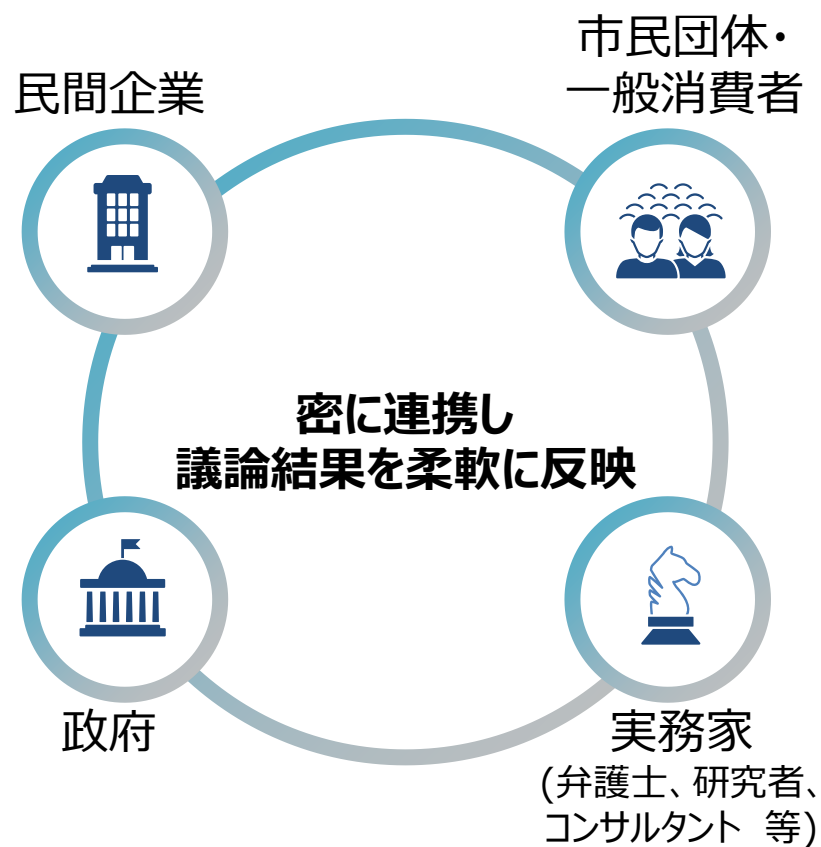 民間企業
市民団体・
一般消費者
密に連携し
議論結果を柔軟に反映
政府
実務家
(弁護士、研究者、
コンサルタント 等)